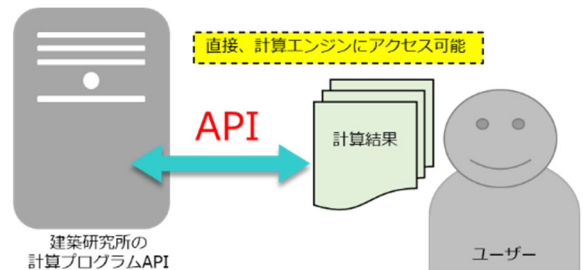 直接、計算エンジンにアクセス可能
API
計算結果
建築研究所の
計算プログラムAPI
ユーザー